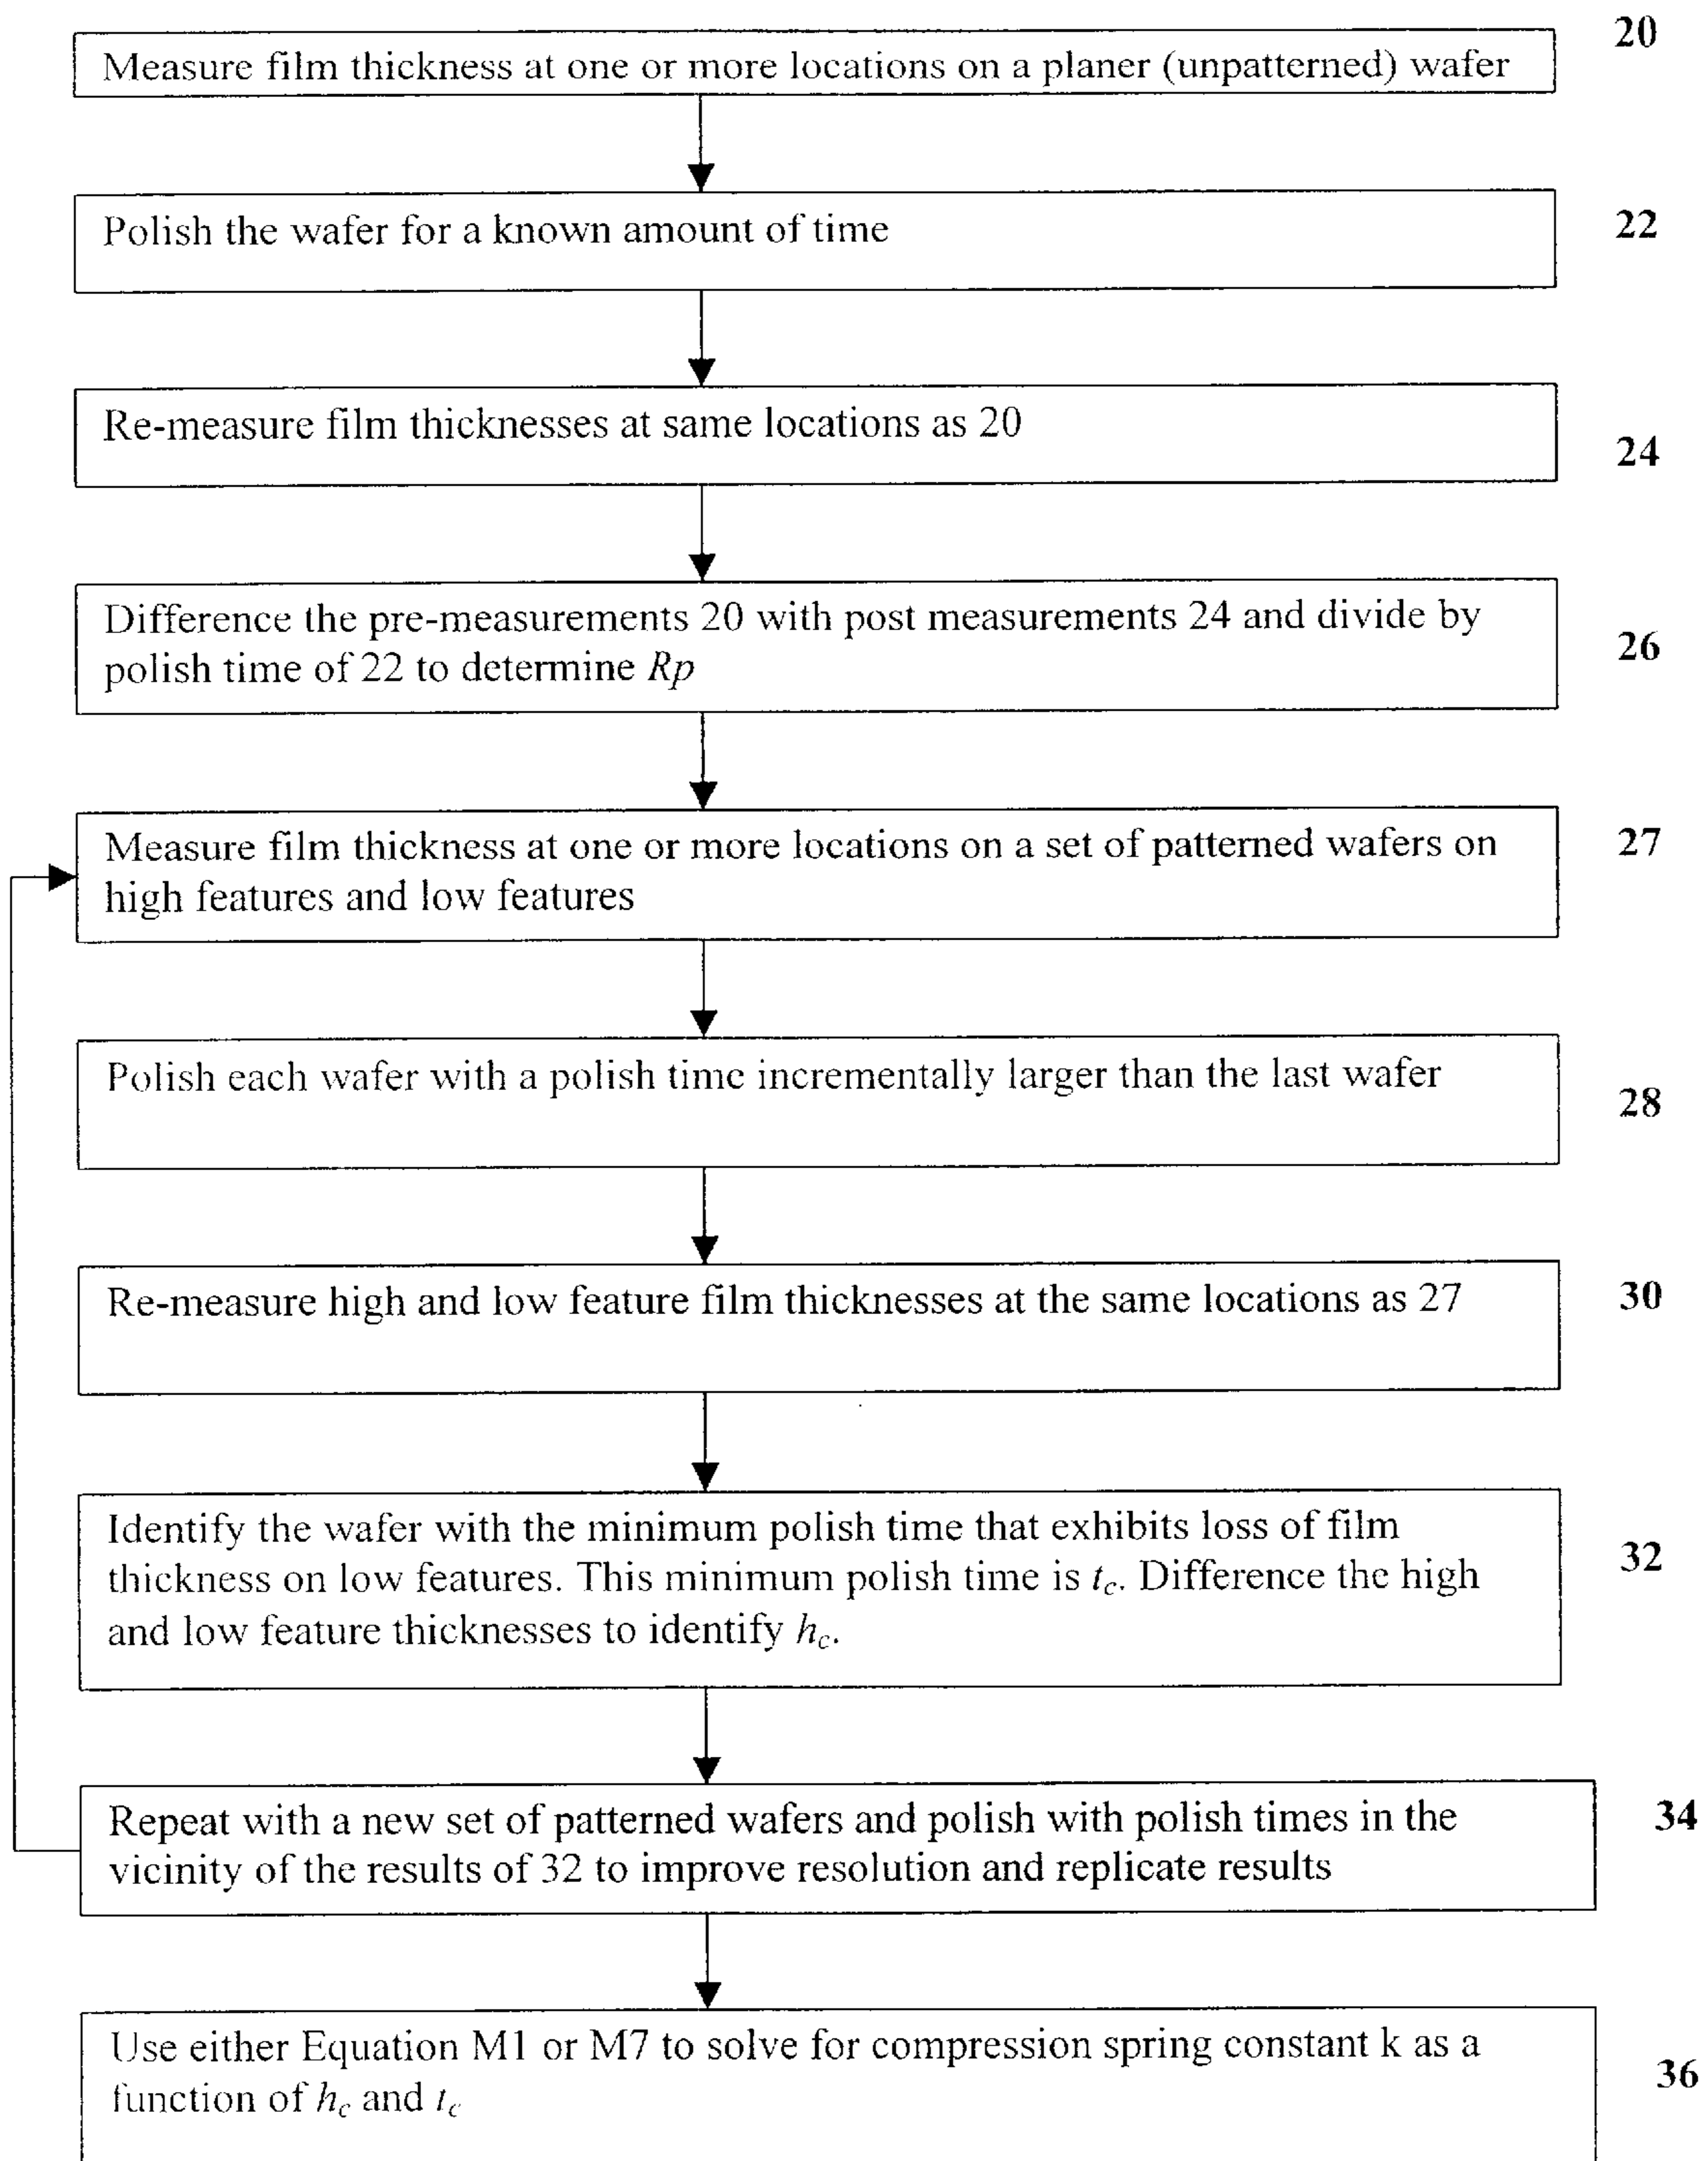 20
Measure film thickness at one or more locations on a planer (unpatterned) wafer
Polish the wafer for a known amount of time
22
Re-measure film thicknesses at same locations as 20
24
Difference the pre-measurements 20 with post measurements 24 and divide by
polish time of 22 to determine Rp
26
Measure film thickness at one or more locations on a set of patterned wafers on
high features and low features
27
Polish each wafer with a polish time incrementally larger than the last wafer
28
Re-measure high and low feature film thicknesses at the same locations as 27
30
Identify the wafer with the minimum polish time that exhibits loss of film
thickness on low features. This minimum polish time is t_c. Difference the high
and low feature thicknesses to identify h_c.
32
Repeat with a new set of patterned wafers and polish with polish times in the
vicinity of the results of 32 to improve resolution and replicate results
34
Use either Equation M1 or M7 to solve for compression spring constant k as a
function of h_c and t_c
36